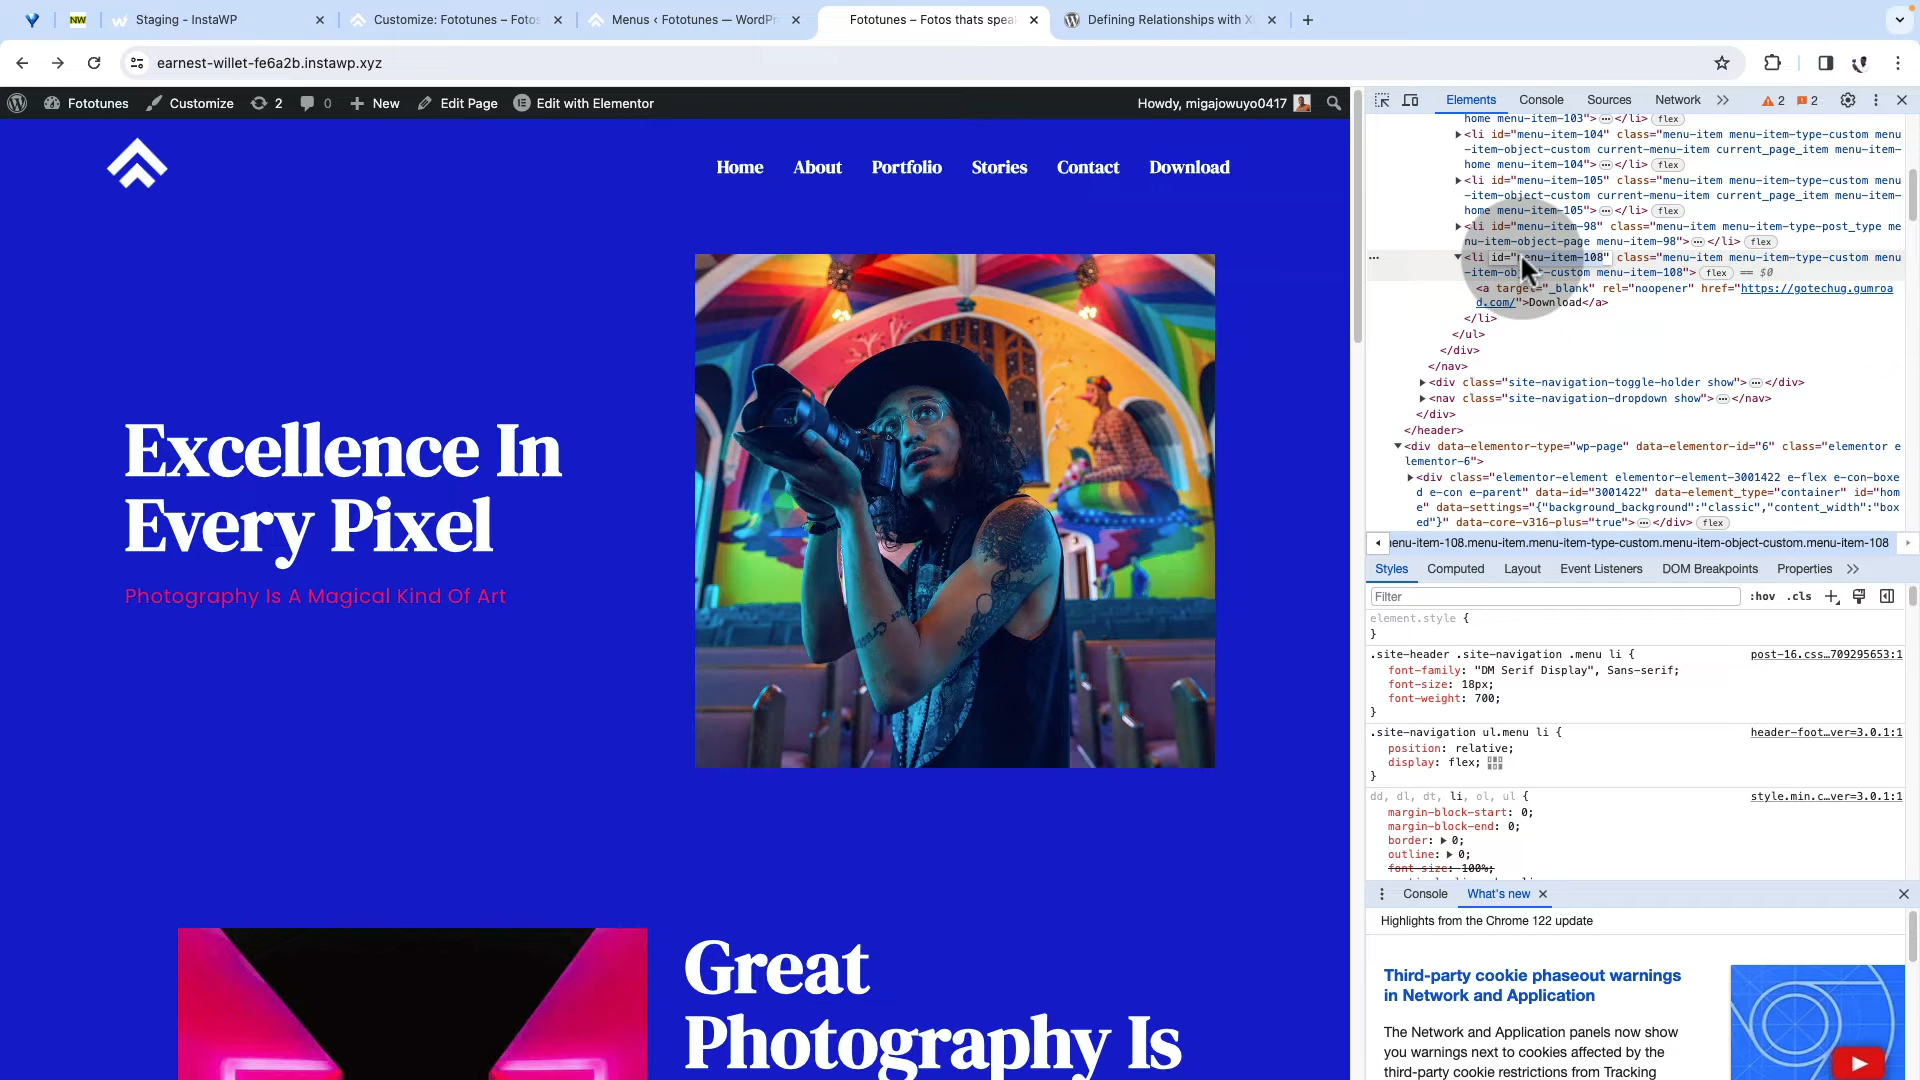 NW
Staging - InstaWP
Customize: Fototunes – Fotos
Menus ‹ Fototunes — WordPr
Fototunes – Fotos thats spea
Defining Relationships with X
earnest-willet-fe6a2b.instawp.xyz
Fototunes
Customize
2
0
New
Edit Page
Edit with Elementor
Howdy, migajowuyo0417
Home
About
Portfolio
Stories
Contact
Download
Excellence In
Every Pixel
Photography Is A Magical Kind Of Art
Great
Photography Is
Elements
Console
Sources
Network
2
2
home menu-item-103">
</li>
flex
<li id="menu-item-104" class="menu-item menu-item-type-custom menu
-item-object-custom current-menu-item current_page_item menu-item-
home menu-item-104">
</li>
flex
<li id="menu-item-105" class="menu-item menu-item-type-custom menu
-item-object-custom current-menu-item current_page_item menu-item-
home menu-item-105">
</li>
flex
<li id="menu-item-98" class="menu-item menu-item-type-post_type me
nu-item-object-page menu-item-98">
</li>
flex
<li id="menu-item-108" class="menu-item menu-item-type-custom menu
-item-object-custom menu-item-108">
flex
== $0
<a target="_blank" rel="noopener" href="https://gotechug.gumroa
d.com/">Download</a>
</li>
</ul>
</div>
</nav>
<div class="site-navigation-toggle-holder show">
</div>
<nav class="site-navigation-dropdown show">
</nav>
</div>
</header>
<div data-elementor-type="wp-page" data-elementor-id="6" class="elementor e
lementor-6">
<div class="elementor-element elementor-element-3001422 e-flex e-con-boxe
d e-con e-parent" data-id="3001422" data-element_type="container" id="hom
e" data-settings="{"background_background":"classic","content_width":"box
ed"}" data-core-v316-plus="true">
</div>
flex
enu-item-108.menu-item.menu-item-type-custom.menu-item-object-custom.menu-item-108
Styles
Computed
Layout
Event Listeners
DOM Breakpoints
Properties
Filter
:hov
.cls
element.style {
}
.site-header .site-navigation .menu li {
post-16.css…709295653:1
font-family: "DM Serif Display", Sans-serif;
font-size: 18px;
font-weight: 700;
}
.site-navigation ul.menu li {
header-foot…ver=3.0.1:1
position: relative;
display: flex;
}
dd, dl, dt, li, ol, ul {
style.min.c…ver=3.0.1:1
margin-block-start: 0;
margin-block-end: 0;
border: 0;
outline: 0;
font-size: 100%;
Console
What's new
Highlights from the Chrome 122 update
Third-party cookie phaseout warnings
in Network and Application
The Network and Application panels now show
you warnings next to cookies affected by the
third-party cookie restrictions from Tracking